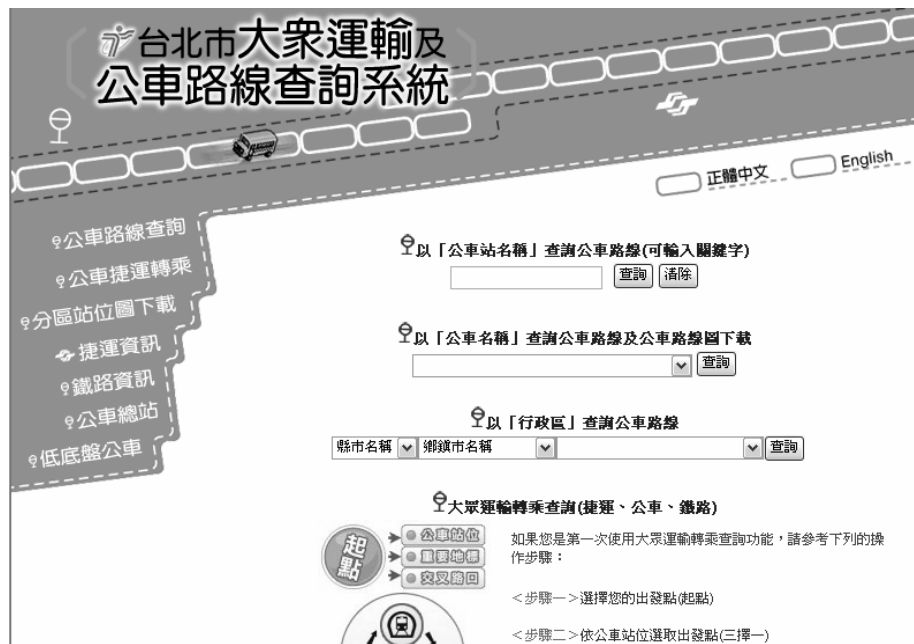 台北市大衆運輸及
公車路線查詢系統
正體中文
English
公車路線查詢
公車捷運轉乘
分區站位圖下載
捷運資訊
鐵路資訊
公車總站
低底盤公車
以「公車站名稱」查詢公車路線(可輸入關鍵字)
查詢 清除
以「公車名稱」查詢公車路線及公車路線圖下載
查詢
以「行政區」查詢公車路線
縣市名稱 鄉鎮市名稱 查詢
大眾運輸轉乘查詢(捷運、公車、鐵路)
起點
公車站位
重要地標
交叉路口
如果您是第一次使用大眾運輸轉乘查詢功能，請參考下列的操
作步驟：
<步驟一>選擇您的出發點(起點)
<步驟二>依公車站位選取出發點(三擇一)